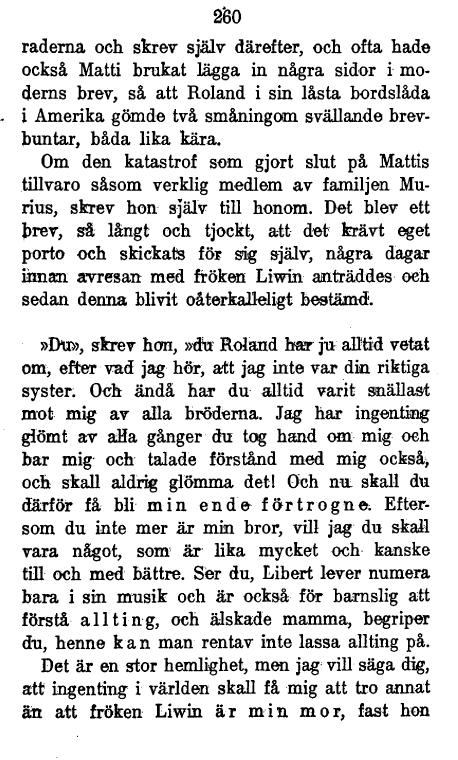 260
raderna och skrev själv därefter, och ofta hade
också Matti brukat lägga in några sidor i mo-
derns brev, så att Roland i sin låsta bordslåda
i Amerika gömde två småningom svällande brev-
buntar, båda lika kära.
Om den katastrof som gjort slut på Mattis
tillvaro såsom verklig medlem av familjen Mu-
rius, skrev hon själv till honom. Det blev ett
brev, så långt och tjockt, att det krävt eget
porto och skickats för sig själv, några dagar
innan avresan med fröken Liwin anträddes och
sedan denna blivit oåterkalleligt bestämd.
»Du», skrev hon, »du Roland har ju alltid vetat
om, efter vad jag hör, att jag inte var din riktiga
syster. Och ändå har du alltid varit snällast
mot mig av alla bröderna. Jag har ingenting
glömt av alla gånger du tog hand om mig och
bar mig och talade förstånd med mig också,
och skall aldrig glömma det! Och nu skall du
därför få bli min ende förtrogne. Efter-
som du inte mer är min bror, vill jag du skall
vara något, som är lika mycket och kanske
till och med bättre. Ser du, Libert lever numera
bara i sin musik och är också för barnslig att
förstå allting, och älskade mamma, begriper
du, henne kan man rentav inte lassa allting på.
Det är en stor hemlighet, men jag vill säga dig,
att ingenting i världen skall få mig att tro annat
än att fröken Liwin är min mor, fast hon